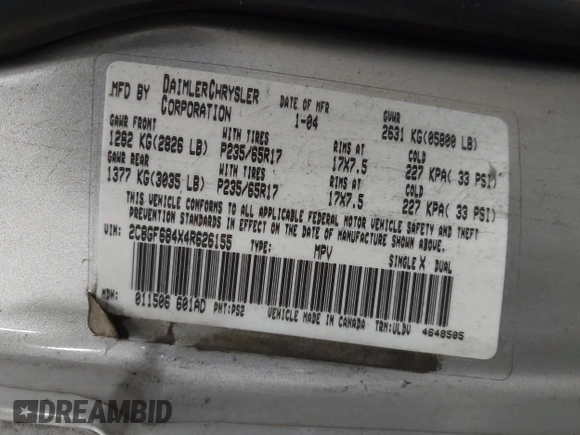 MFD BY DAIMLERCHRYSLER CORPORATION
DATE OF MFR 1-04
GVWR 2631 KG(05800 LB)
GAWR FRONT 1282 KG(2826 LB)
WITH TIRES P235/65R17
RIMS AT 17X7.5
COLD 227 KPA( 33 PSI)
GAWR REAR 1377 KG(3035 LB)
WITH TIRES P235/65R17
RIMS AT 17X7.5
COLD 227 KPA( 33 PSI)
THIS VEHICLE CONFORMS TO ALL APPLICABLE FEDERAL MOTOR VEHICLE SAFETY AND THEFT
PREVENTION STANDARDS IN EFFECT ON THE DATE OF MANUFACTURE SHOWN ABOVE.
VIN: 2C8GF684X4R626155 TYPE: MPV SINGLE X DUAL
MDH: 011506 601AD PNT:PS2 VEHICLE MADE IN CANADA TRM:ULDV 4648505
DREAMBID